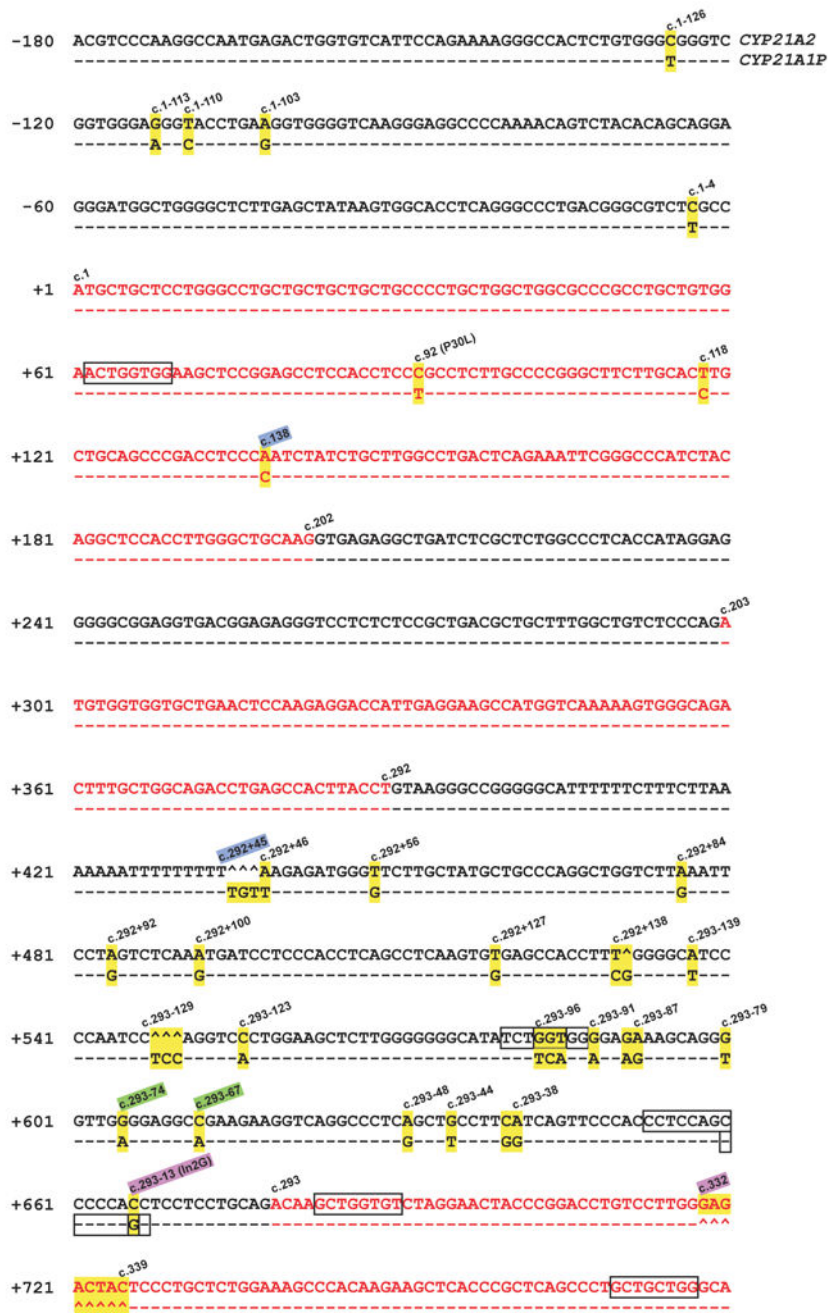 c.1-126
-180 ACGTCCCAAGGCCAATGAGACTGGTGTCATTCCAGAAAAGGGCCACTCTGTGGGCGGGTC CYP21A2
------------------------------------------------------T----- CYP21A1P
c.1-113 c.1-110 c.1-103
-120 GGTGGGAGGGTACCTGAAGGTGGGGTCAAGGGAGGCCCCAAAACAGTCTACACAGCAGGA
-------A--C------G------------------------------------------
c.1-4
-60 GGGATGGCTGGGGCTCTTGAGCTATAAGTGGCACCTCAGGGCCCTGACGGGCGTCTCGCC
--------------------------------------------------------T---
c.1
+1 ATGCTGCTCCTGGGCCTGCTGCTGCTGCTGCCCCTGCTGGCTGGCGCCCGCCTGCTGTGG
------------------------------------------------------------
c.92 (P30L) c.118
+61 AACTGGTGGAAGCTCCGGAGCCTCCACCTCCCGCCTCTTGCCCCGGGCTTCTTGCACTTG
-------------------------------T-------------------------C--
c.138
+121 CTGCAGCCCGACCTCCCAATCTATCTGCTTGGCCTGACTCAGAAATTCGGGCCCATCTAC
-----------------C------------------------------------------
c.202
+181 AGGCTCCACCTTGGGCTGCAAGGTGAGAGGCTGATCTCGCTCTGGCCCTCACCATAGGAG
------------------------------------------------------------
c.203
+241 GGGGCGGAGGTGACGGAGAGGGTCCTCTCTCCGCTGACGCTGCTTTGGCTGTCTCCCAGA
------------------------------------------------------------
+301 TGTGGTGGTGCTGAACTCCAAGAGGACCATTGAGGAAGCCATGGTCAAAAAGTGGGCAGA
------------------------------------------------------------
c.292
+361 CTTTGCTGGCAGACCTGAGCCACTTACCTGTAAGGGCCGGGGGCATTTTTTCTTTCTTAA
------------------------------------------------------------
c.292+45 c.292+46 c.292+56 c.292+84
+421 AAAAATTTTTTTTT^^^AAGAGATGGGTTCTTGCTATGCTGCCCAGGCTGGTCTTAAATT
--------------TGTT---------G---------------------------G----
c.292+92 c.292+100 c.292+127 c.292+138 c.293-139
+481 CCTAGTCTCAAATGATCCTCCCACCTCAGCCTCAAGTGTGAGCCACCTTT^GGGGCATCC
---G-------G--------------------------G----------CG-----T---
c.293-129 c.293-123 c.293-96 c.293-91 c.293-87 c.293-79
+541 CCAATCC^^^AGGTCCCTGGAAGCTCTTGGGGGGGCATATCTGGTGGGGAGAAAGCAGGG
-------TCC-----A--------------------------TCA--A--AG-------T
c.293-74 c.293-67 c.293-48 c.293-44 c.293-38
+601 GTTGGGGAGGCCGAAGAAGGTCAGGCCCTCAGCTGCCTTCATCAGTTCCCACCCTCCAGC
----A------A------------------G---T----GG-------------------
c.293-13 (In2G) c.293 c.332
+661 CCCCACCTCCTCCTGCAGACAAGCTGGTGTCTAGGAACTACCCGGACCTGTCCTTGGGAG
-----G---------------------------------------------------^^^
c.339
+721 ACTACTCCCTGCTCTGGAAAGCCCACAAGAAGCTCACCCGCTCAGCCCTGCTGCTGGGCA
^^^^^-------------------------------------------------------